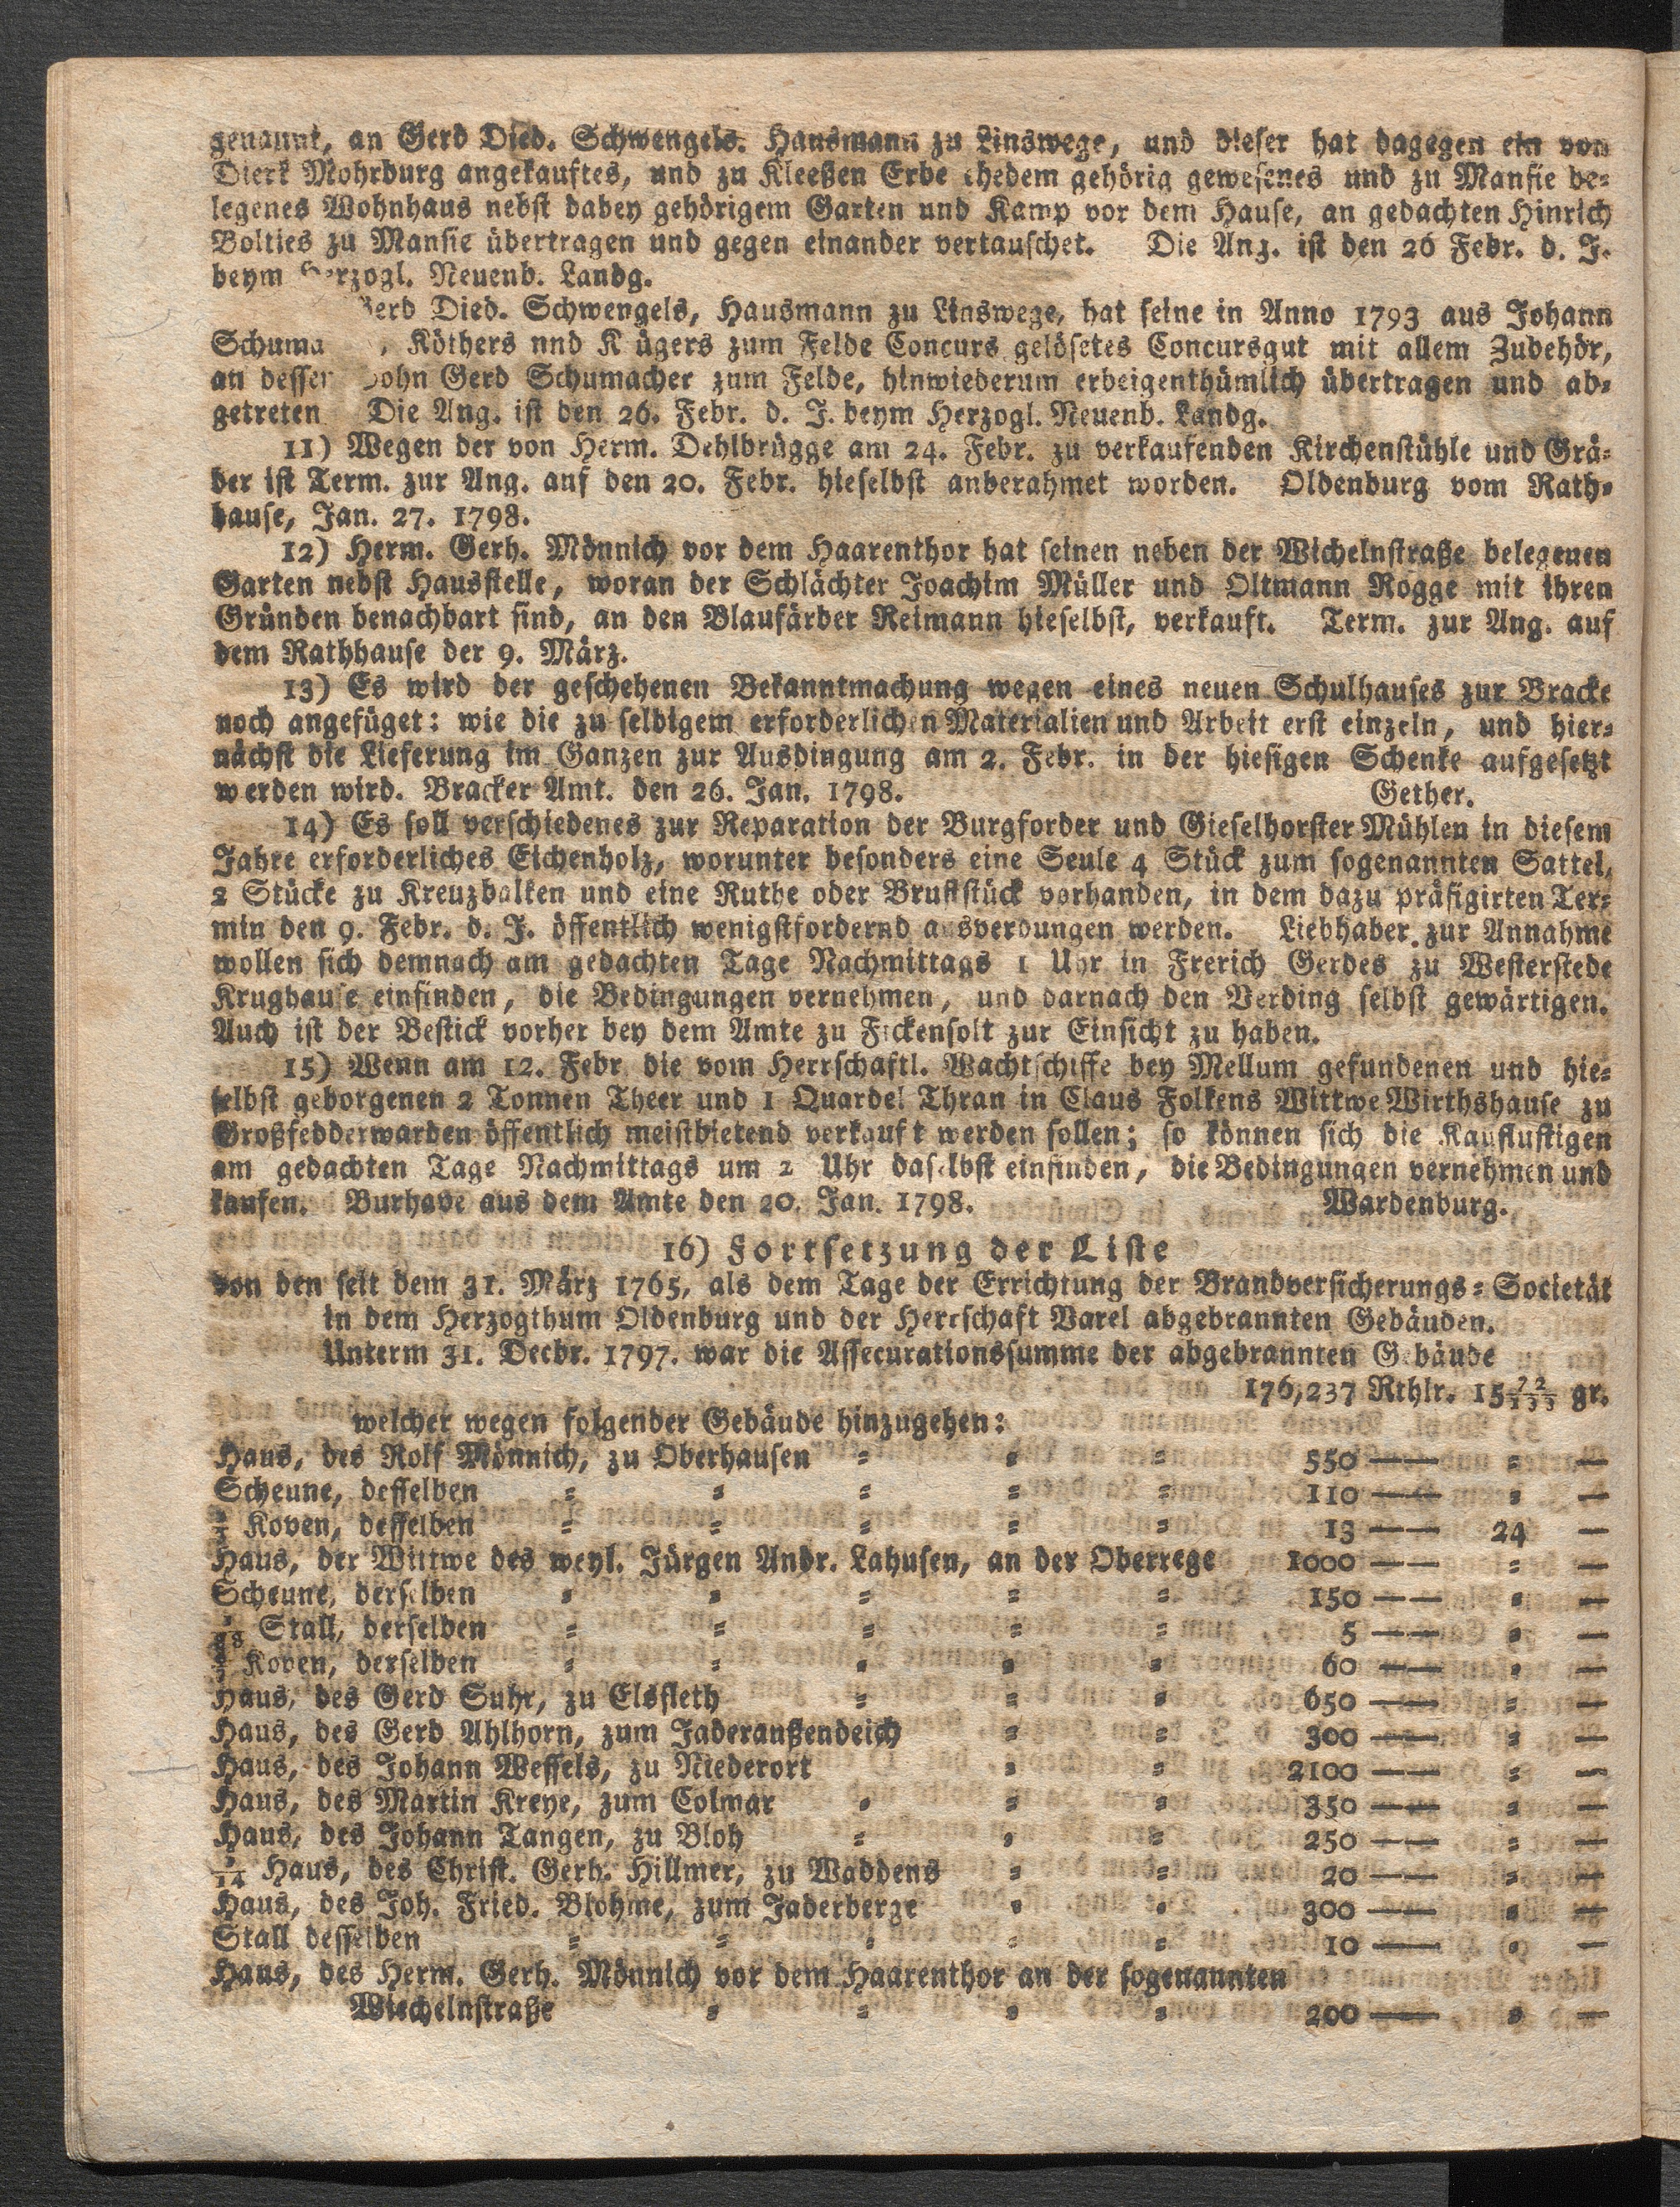 genannt, an Gerd Died. Schwengels. Hausmann zu Linswege, und dieser hat dagegen ein von
Dierk Mohrburg angekauftes, und zu Kleeßen Erbe ehedem gehörig gewesenes und zu Mansie be=
legenes Wohnhaus nebst dabey gehörigem Garten und Kamp vor dem Hause, an gedachten Hinrich
Bolties zu Mansie übertragen und gegen einander vertauschet. Die Ang. ist den 26 Febr. d. J.
beym Herzogl. Neuenb. Landg.
Gerd Died. Schwengels, Hausmann zu Linswege, hat seine in Anno 1793 aus Johann
Schuma , Köthers nnd K ügers zum Felde Concurs gelösetes Concursgut mit allem Zubehör,
an dessen Sohn Gerd Schumacher zum Felde, hinwiederum erbeigenthümlich übertragen und ab=
getreten Die Ang. ist den 26. Febr. d. J. beym Herzogl. Neuenb. Landg.
11) Wegen der von Herm. Dehlbrügge am 24. Febr. zu verkaufenden Kirchenstühle und Grä=
ber ist Term. zur Ang. auf den 20. Febr. hieselbst anberahmet worden. Oldenburg vom Rath=
hause, Jan. 27. 1798.
12) Herm. Gerh. Mönnich vor dem Haarenthor hat seinen neben der Wichelnstraße belegenen
Garten nebst Hausstelle, woran der Schlächter Joachim Müller und Oltmann Rogge mit ihren
Gründen benachbart sind, an den Blaufärber Reimann hieselbst, verkauft. Term. zur Ang. auf
dem Rathhause der 9. März.
13) Es wird der geschehenen Bekanntmachung wegen eines neuen Schulhauses zur Bracke
noch angefüget: wie die zu selbigem erforderlichen Materialien und Arbeit erst einzeln, und hier=
nächst die Lieferung im Ganzen zur Ausdingung am 2. Febr. in der hiesigen Schenke aufgesetzt
werden wird. Bracker Amt. den 26. Jan. 1798. Gether.
14) Es soll verschiedenes zur Reparation der Burgforder und Gieselhorster Mühlen in diesem
Jahre erforderliches Eichenholz, worunter besonders eine Seule 4 Stück zum sogenannten Sattel,
2 Stücke zu Kreuzbalken und eine Ruthe oder Bruststück vorhanden, in dem dazu präfigirten Ter=
min den 9. Febr. d. J. öffentlich wenigstfordernd ausverdungen werden. Liebhaber zur Annahme
wollen sich demnach am gedachten Tage Nachmittags 1 Uhr in Frerich Gerdes zu Westerstede
Krughause einfinden, die Bedingungen vernehmen, und darnach den Verding selbst gewärtigen.
Auch ist der Bestick vorher bey dem Amte zu Fickensolt zur Einsicht zu haben.
15) Wenn am 12. Febr. die vom Herrschaftl. Wachtschiffe bey Mellum gefundenen und hie=
selbst geborgenen 2 Tonnen Theer und 1 Quardel Thran in Claus Folkens Wittwe Wirthshause zu
Großfedderwarden öffentlich meistbietend verkauft werden sollen; so können sich die Kauflustigen
am gedachten Tage Nachmittags um 2 Uhr daselbst einfinden, die Bedingungen vernehmen und
kaufen. Burhave aus dem Amte den 20. Jan. 1798. Wardenburg.
16) Fortsetzung der Liste
von den seit dem 31. März 1765, als dem Tage der Errichtung der Brandversicherungs=Societät
in dem Herzogthum Oldenburg und der Herrschaft Varel abgebrannten Gebäuden.
Unterm 31. Decbr. 1797. war die Assecurationssumme der abgebrannten Gebäude
176,237 Rthlr. 15 gr.
welcher wegen folgender Gebäude hinzugehen:
Haus, des Rolf Mönnich, zu Oberhausen = = = 550 —— = —
Scheune, desselben = = = = = 110 —— = —
Koven, desselben = = = = = 13 —— 24 —
Haus, der Wittwe des weyl. Jürgen Andr. Lahusen, an der Oberrege 1000 —— = —
Scheune, derselben = = = = = 150 —— = —
Stall, derselben = = = = = 5 —— = —
Koven, derselben = = = = = 60 —— = —
Haus, des Gerd Suhr, zu Elsfleth = = = 650 —— = —
Haus, des Gerd Ahlhorn, zum Jaderaußendeich = = 300 —— = —
Haus, des Johann Wessels, zu Niederort = = 2100 —— = —
Haus, des Martin Kreye, zum Colmar = = = 350 —— = —
Haus, des Johann Tangen, zu Bloh = = = 250 —— = —
Haus, des Christ. Gerh. Hillmer, zu Waddens = = 20 —— = —
Haus, des Joh. Fried. Blohme, zum Jaderberge = = 300 —— = —
Stall desselben = = = = = 10 —— = —
Haus, des Herm. Gerh. Mönnich vor dem Haarenthor an der sogenannten
Wiechelnstraße = = = = 200 —— = —